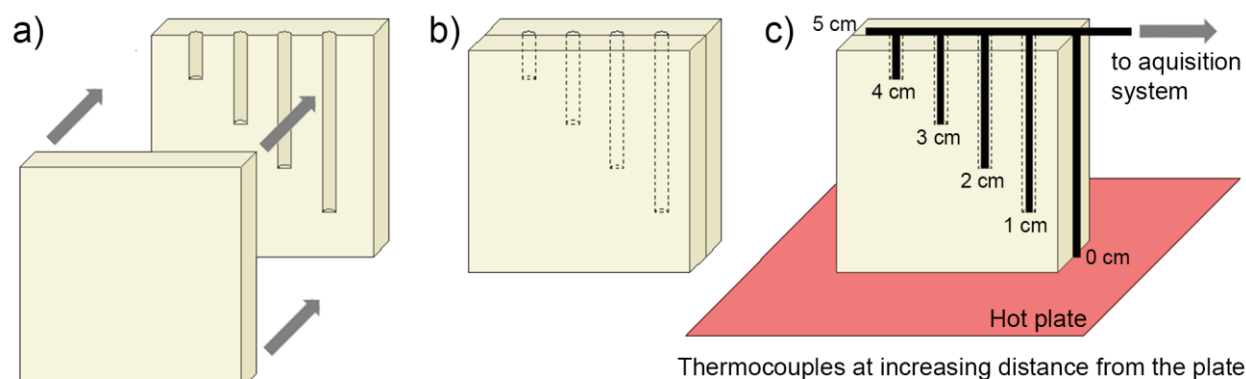 a)
b)
c)
5 cm
to aquisition
system
4 cm
3 cm
2 cm
1 cm
0 cm
Hot plate
Thermocouples at increasing distance from the plate